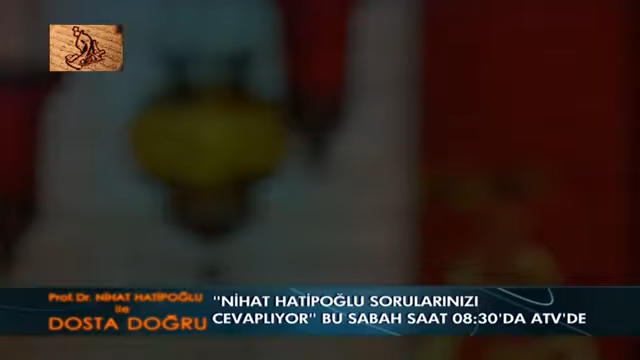 Prof. Dr. NİHAT HATİPOĞLU
ile
DOSTA DOĞRU
"NİHAT HATİPOĞLU SORULARINIZI
CEVAPLIYOR" BU SABAH SAAT 08:30'DA ATV'DE